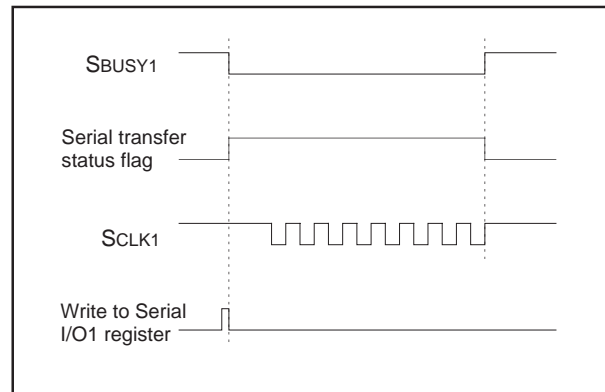 SBUSY1
Serial transfer
status flag
SCLK1
Write to Serial
I/O1 register